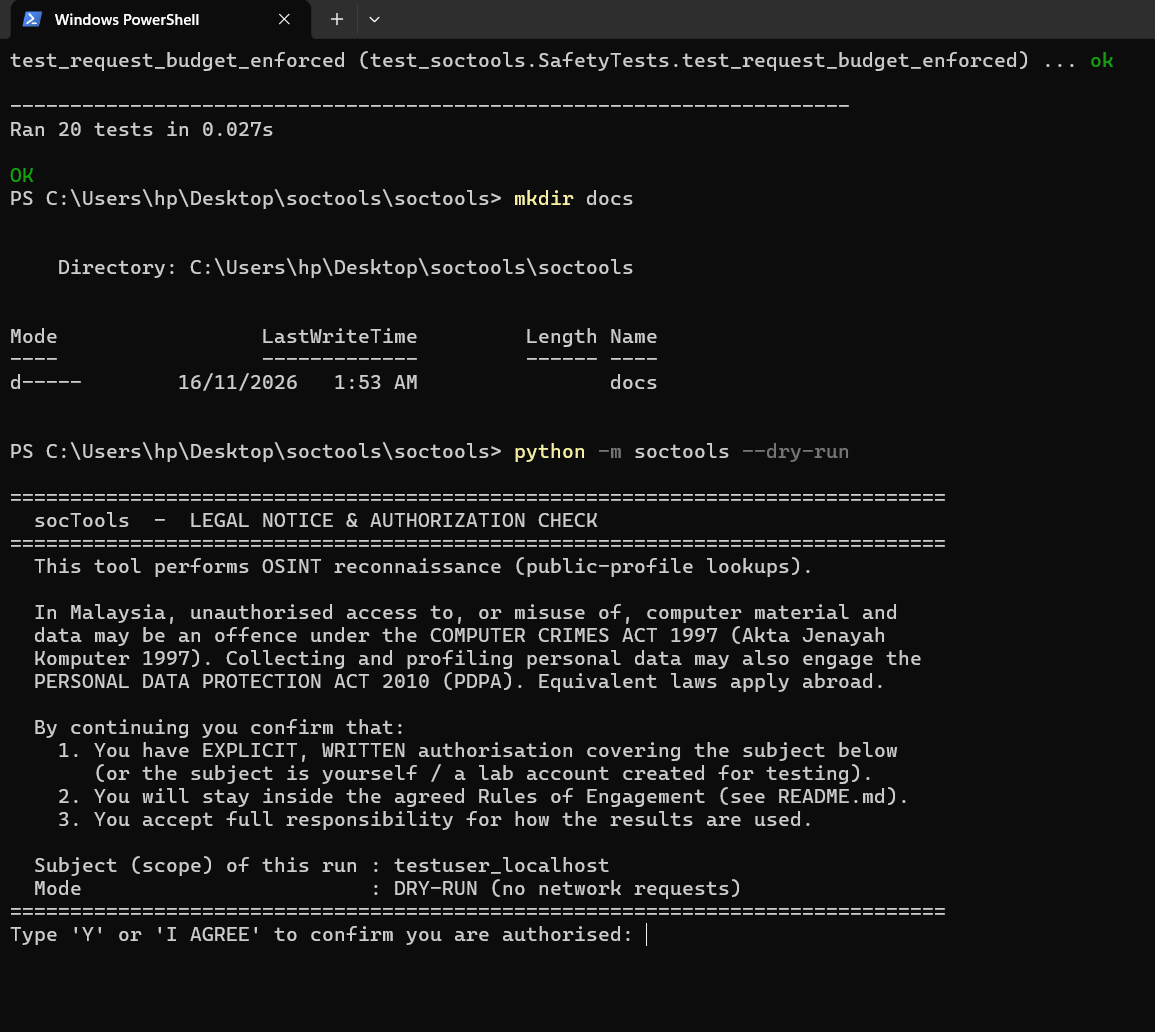 Windows PowerShell
test_request_budget_enforced (test_soctools.SafetyTests.test_request_budget_enforced) ... ok
----------------------------------------------------------------------
Ran 20 tests in 0.027s
OK
PS C:\Users\hp\Desktop\soctools\soctools> mkdir docs
Directory: C:\Users\hp\Desktop\soctools\soctools
Mode LastWriteTime Length Name
---- ------------- ------ ----
d----- 16/11/2026 1:53 AM docs
PS C:\Users\hp\Desktop\soctools\soctools> python -m soctools --dry-run
==============================================================================
socTools - LEGAL NOTICE & AUTHORIZATION CHECK
==============================================================================
This tool performs OSINT reconnaissance (public-profile lookups).
In Malaysia, unauthorised access to, or misuse of, computer material and
data may be an offence under the COMPUTER CRIMES ACT 1997 (Akta Jenayah
Komputer 1997). Collecting and profiling personal data may also engage the
PERSONAL DATA PROTECTION ACT 2010 (PDPA). Equivalent laws apply abroad.
By continuing you confirm that:
1. You have EXPLICIT, WRITTEN authorisation covering the subject below
(or the subject is yourself / a lab account created for testing).
2. You will stay inside the agreed Rules of Engagement (see README.md).
3. You accept full responsibility for how the results are used.
Subject (scope) of this run : testuser_localhost
Mode : DRY-RUN (no network requests)
==============================================================================
Type 'Y' or 'I AGREE' to confirm you are authorised: